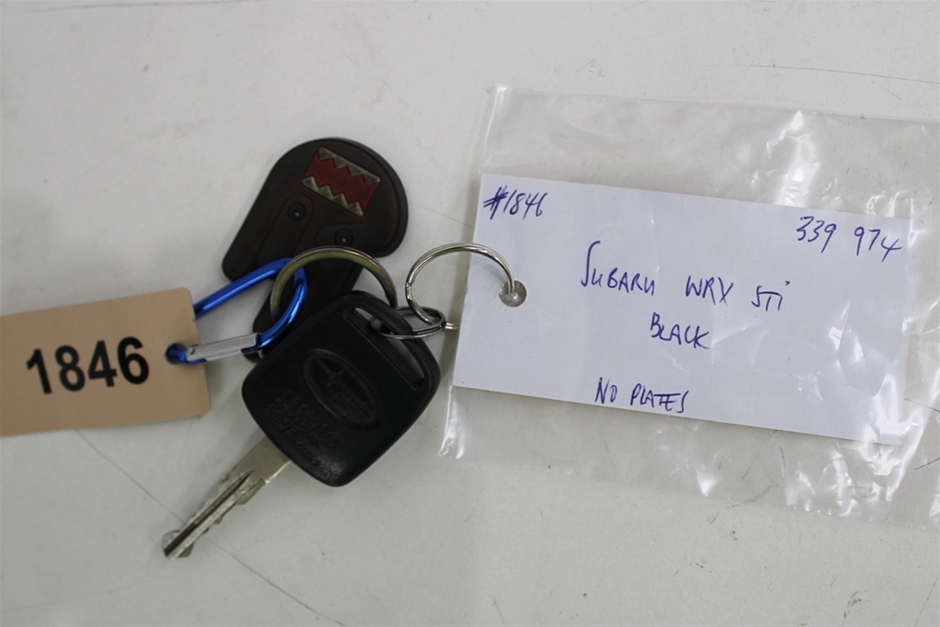 1846
#1846
339 974
SUBARU WRX STi
BLACK
NO PLATES